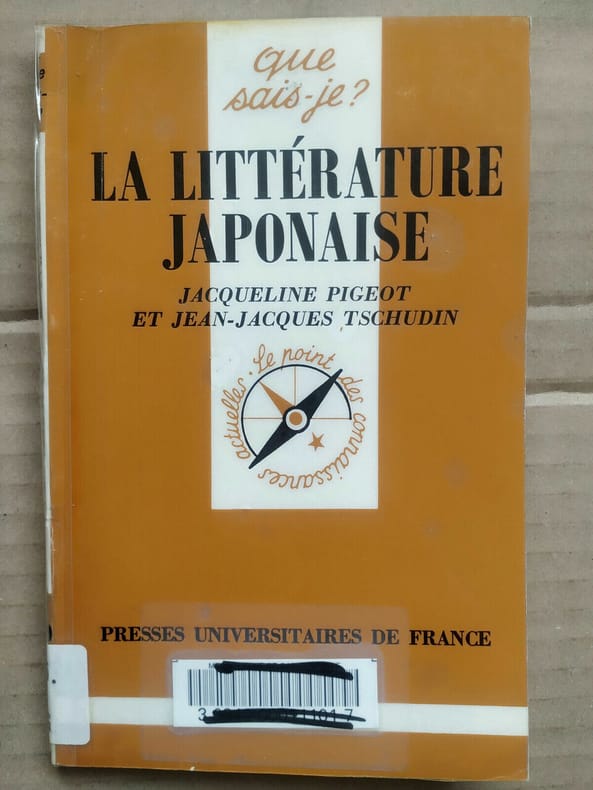 que
sais-je?
LA LITTÉRATURE
JAPONAISE
JACQUELINE PIGEOT
ET JEAN-JACQUES TSCHUDIN
Le point des connaissances actuelles.
PRESSES UNIVERSITAIRES DE FRANCE